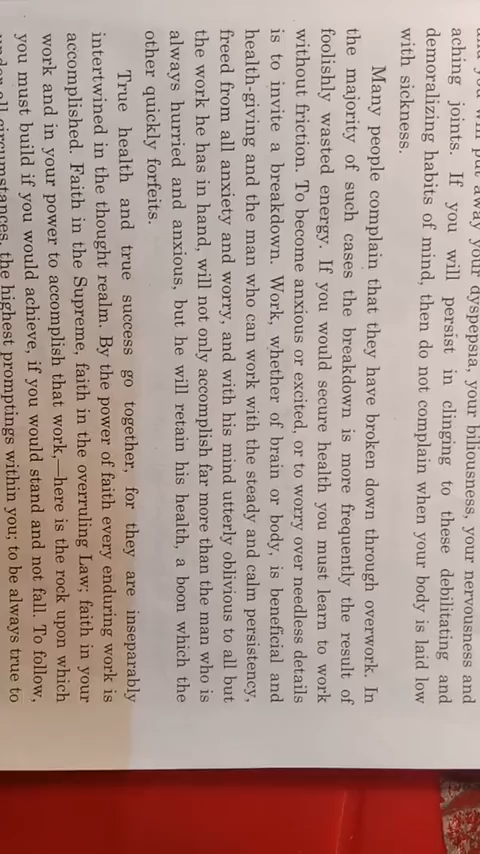 put away your dyspepsia, your biliousness, your nervousness and
aching joints. If you will persist in clinging to these debilitating and
demoralizing habits of mind, then do not complain when your body is laid low
with sickness.
Many people complain that they have broken down through overwork. In
the majority of such cases the breakdown is more frequently the result of
foolishly wasted energy. If you would secure health you must learn to work
without friction. To become anxious or excited, or to worry over needless details
is to invite a breakdown. Work, whether of brain or body, is beneficial and
health-giving and the man who can work with the steady and calm persistency,
freed from all anxiety and worry, and with his mind utterly oblivious to all but
the work he has in hand, will not only accomplish far more than the man who is
always hurried and anxious, but he will retain his health, a boon which the
other quickly forfeits.
True health and true success go together, for they are inseparably
intertwined in the thought realm. By the power of faith every enduring work is
accomplished. Faith in the Supreme, faith in the overruling Law; faith in your
work and in your power to accomplish that work,—here is the rock upon which
you must build if you would achieve, if you would stand and not fall. To follow,
under all circumstances, the highest promptings within you; to be always true to